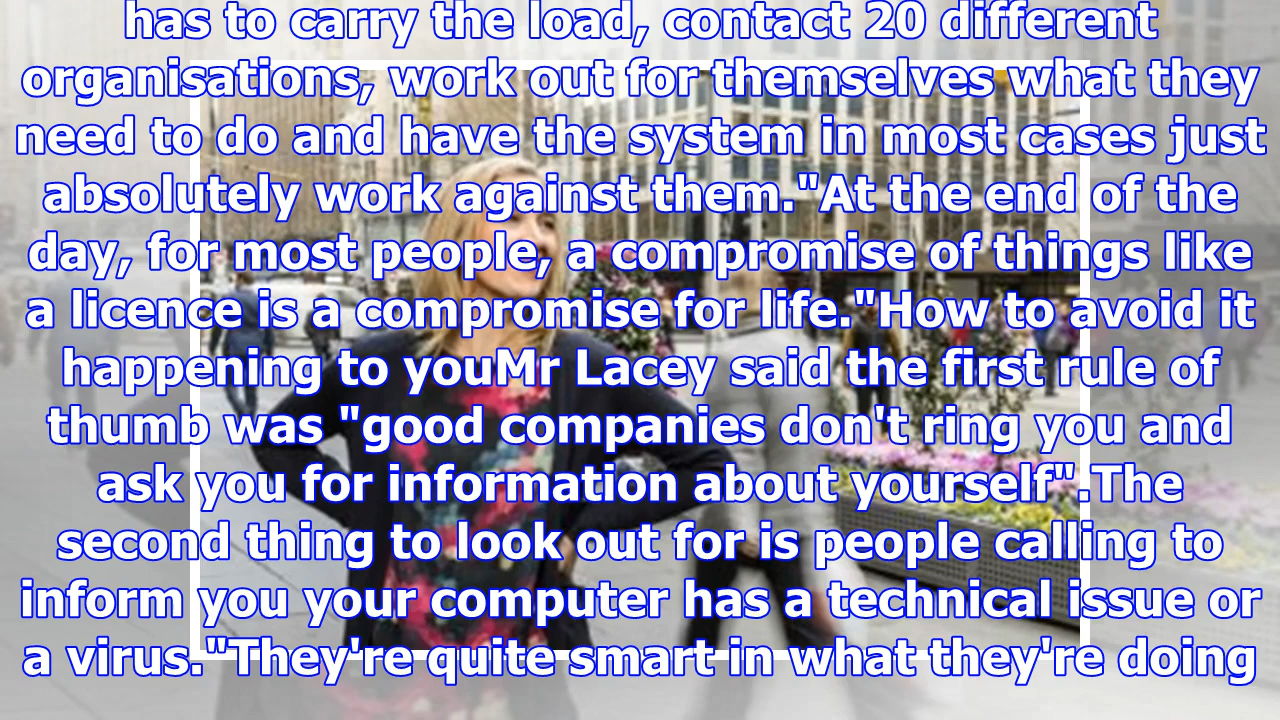 has to carry the load, contact 20 different
organisations, work out for themselves what they
need to do and have the system in most cases just
absolutely work against them."At the end of the
day, for most people, a compromise of things like
a licence is a compromise for life."How to avoid it
happening to youMr Lacey said the first rule of
thumb was "good companies don't ring you and
ask you for information about yourself".The
second thing to look out for is people calling to
inform you your computer has a technical issue or
a virus."They're quite smart in what they're doing